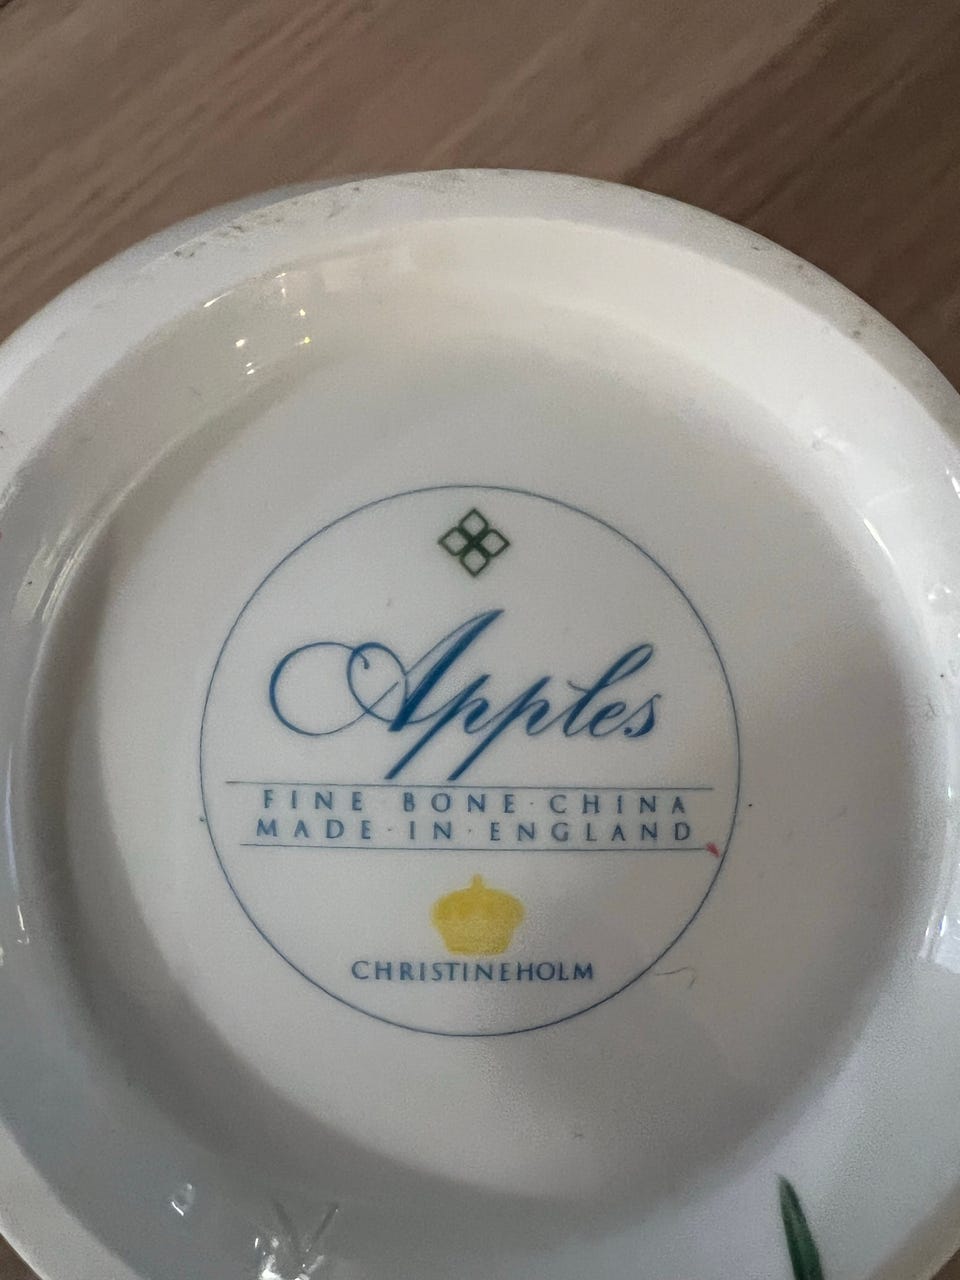 Apples
FINE BONE·CHINA
MADE·IN·ENGLAND
CHRISTINEHOLM